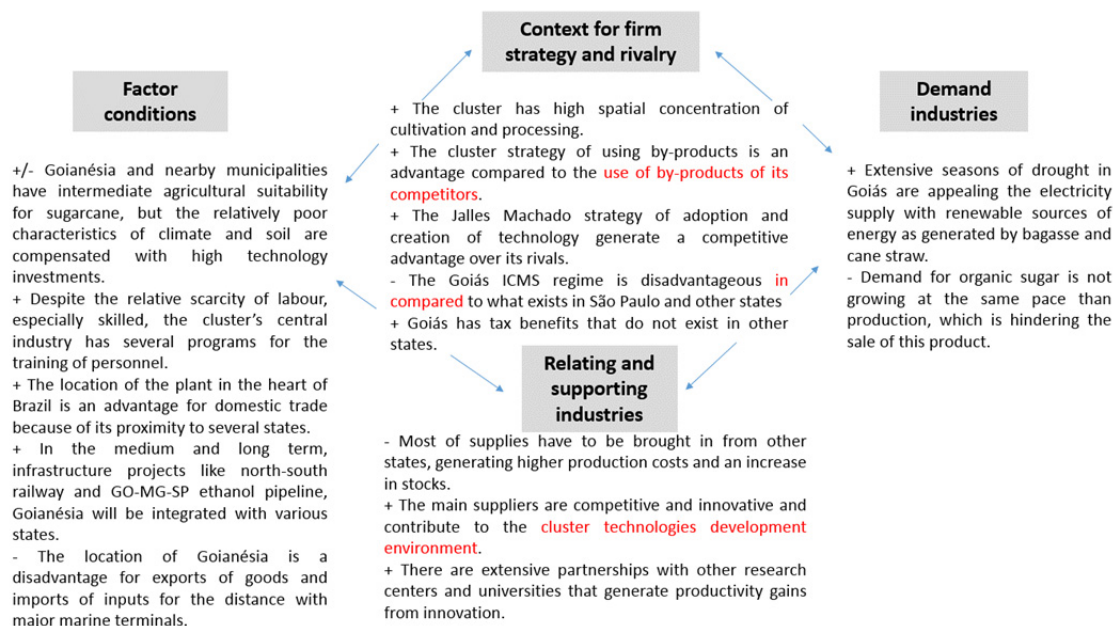 Context for firm
strategy and rivalry
Factor
conditions
Demand
industries
+ The cluster has high spatial concentration of
cultivation and processing.
+ The cluster strategy of using by-products is an
advantage compared to the use of by-products of its
competitors.
+ The Jalles Machado strategy of adoption and
creation of technology generate a competitive
advantage over its rivals.
- The Goiás ICMS regime is disadvantageous in
compared to what exists in São Paulo and other states
+ Goiás has tax benefits that do not exist in other
states.
+/- Goianésia and nearby municipalities
have intermediate agricultural suitability
for sugarcane, but the relatively poor
characteristics of climate and soil are
compensated with high technology
investments.
+ Despite the relative scarcity of labour,
especially skilled, the cluster’s central
industry has several programs for the
training of personnel.
+ The location of the plant in the heart of
Brazil is an advantage for domestic trade
because of its proximity to several states.
+ In the medium and long term,
infrastructure projects like north-south
railway and GO-MG-SP ethanol pipeline,
Goianésia will be integrated with various
states.
- The location of Goianésia is a
disadvantage for exports of goods and
imports of inputs for the distance with
major marine terminals.
+ Extensive seasons of drought in
Goiás are appealing the electricity
supply with renewable sources of
energy as generated by bagasse and
cane straw.
- Demand for organic sugar is not
growing at the same pace than
production, which is hindering the
sale of this product.
Relating and
supporting
industries
- Most of supplies have to be brought in from other
states, generating higher production costs and an increase
in stocks.
+ The main suppliers are competitive and innovative and
contribute to the cluster technologies development
environment.
+ There are extensive partnerships with other research
centers and universities that generate productivity gains
from innovation.